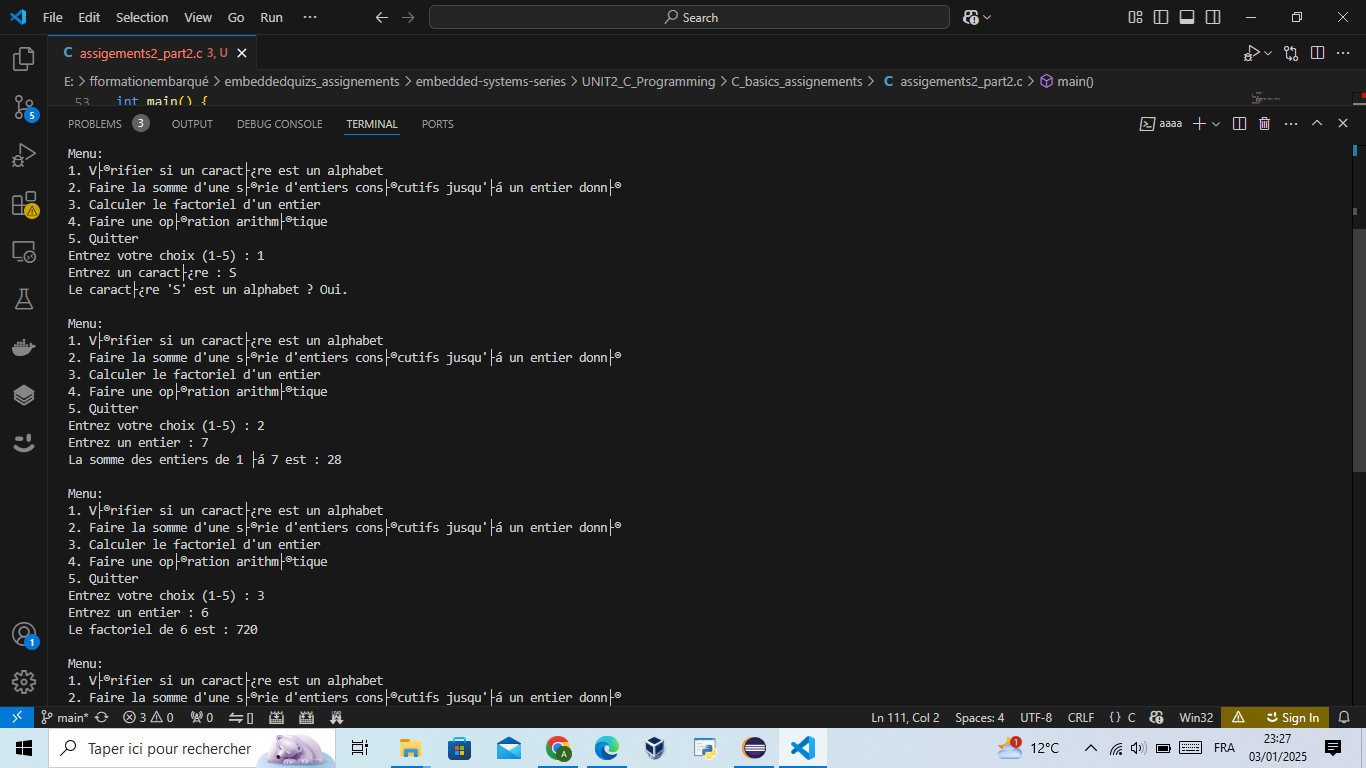 File Edit Selection View Go Run ··· Search
C assigements2_part2.c 3, U
E: > fformationembarqué > embeddedquizs_assignements > embedded-systems-series > UNIT2_C_Programming > C_basics_assignements > C assigements2_part2.c > main()
53 int main() {
PROBLEMS 3 OUTPUT DEBUG CONSOLE TERMINAL PORTS aaaa
Menu:
1. V├®rifier si un caract├¿re est un alphabet
2. Faire la somme d'une s├®rie d'entiers cons├®cutifs jusqu'├á un entier donn├®
3. Calculer le factoriel d'un entier
4. Faire une op├®ration arithm├®tique
5. Quitter
Entrez votre choix (1-5) : 1
Entrez un caract├¿re : S
Le caract├¿re 'S' est un alphabet ? Oui.
Menu:
1. V├®rifier si un caract├¿re est un alphabet
2. Faire la somme d'une s├®rie d'entiers cons├®cutifs jusqu'├á un entier donn├®
3. Calculer le factoriel d'un entier
4. Faire une op├®ration arithm├®tique
5. Quitter
Entrez votre choix (1-5) : 2
Entrez un entier : 7
La somme des entiers de 1 ├á 7 est : 28
Menu:
1. V├®rifier si un caract├¿re est un alphabet
2. Faire la somme d'une s├®rie d'entiers cons├®cutifs jusqu'├á un entier donn├®
3. Calculer le factoriel d'un entier
4. Faire une op├®ration arithm├®tique
5. Quitter
Entrez votre choix (1-5) : 3
Entrez un entier : 6
Le factoriel de 6 est : 720
Menu:
1. V├®rifier si un caract├¿re est un alphabet
2. Faire la somme d'une s├®rie d'entiers cons├®cutifs jusqu'├á un entier donn├®
5
1
main* 3 0 0 Ln 111, Col 2 Spaces: 4 UTF-8 CRLF {} C Win32 Sign In
Taper ici pour rechercher 1 12°C FRA 23:27
03/01/2025